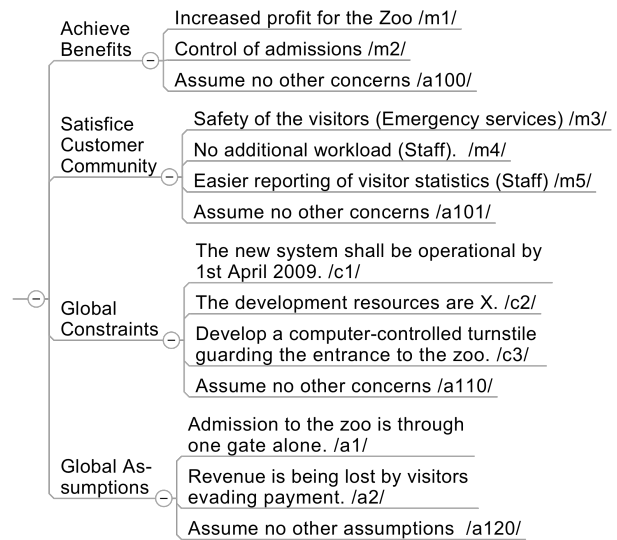 Achieve
Benefits
Increased profit for the Zoo /m1/
Control of admissions /m2/
Assume no other concerns /a100/
Satisfice
Customer
Community
Safety of the visitors (Emergency services) /m3/
No additional workload (Staff).  /m4/
Easier reporting of visitor statistics (Staff) /m5/
Assume no other concerns /a101/
Global
Constraints
The new system shall be operational by
1st April 2009. /c1/
The development resources are X. /c2/
Develop a computer-controlled turnstile
guarding the entrance to the zoo. /c3/
Assume no other concerns /a110/
Global As-
sumptions
Admission to the zoo is through
one gate alone. /a1/
Revenue is being lost by visitors
evading payment. /a2/
Assume no other assumptions  /a120/